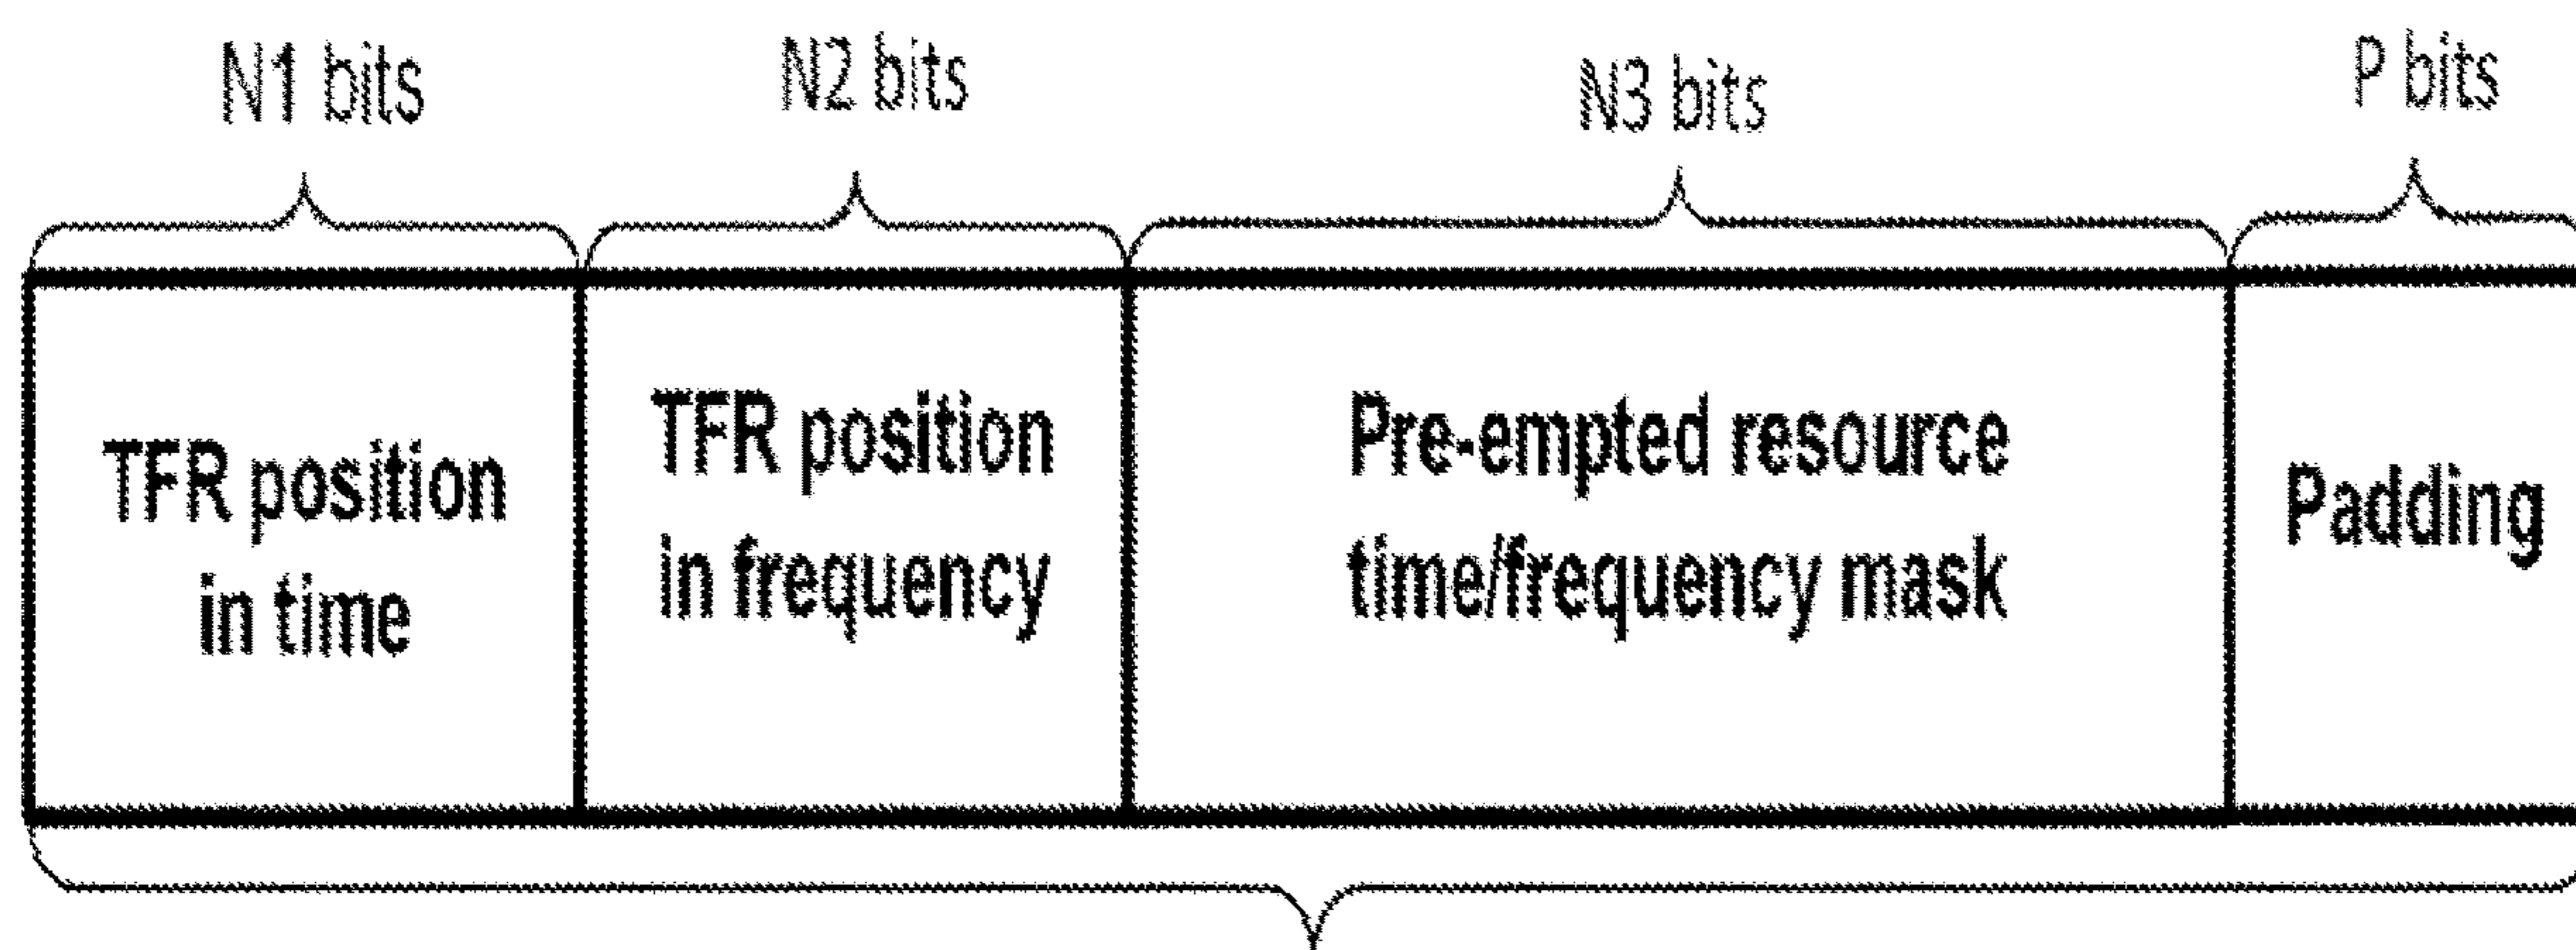 N1 bits
N2 bits
N3 bits
P bits
TFR position
in time
TFR position
in frequency
Pre-empted resource
time/frequency mask
Padding